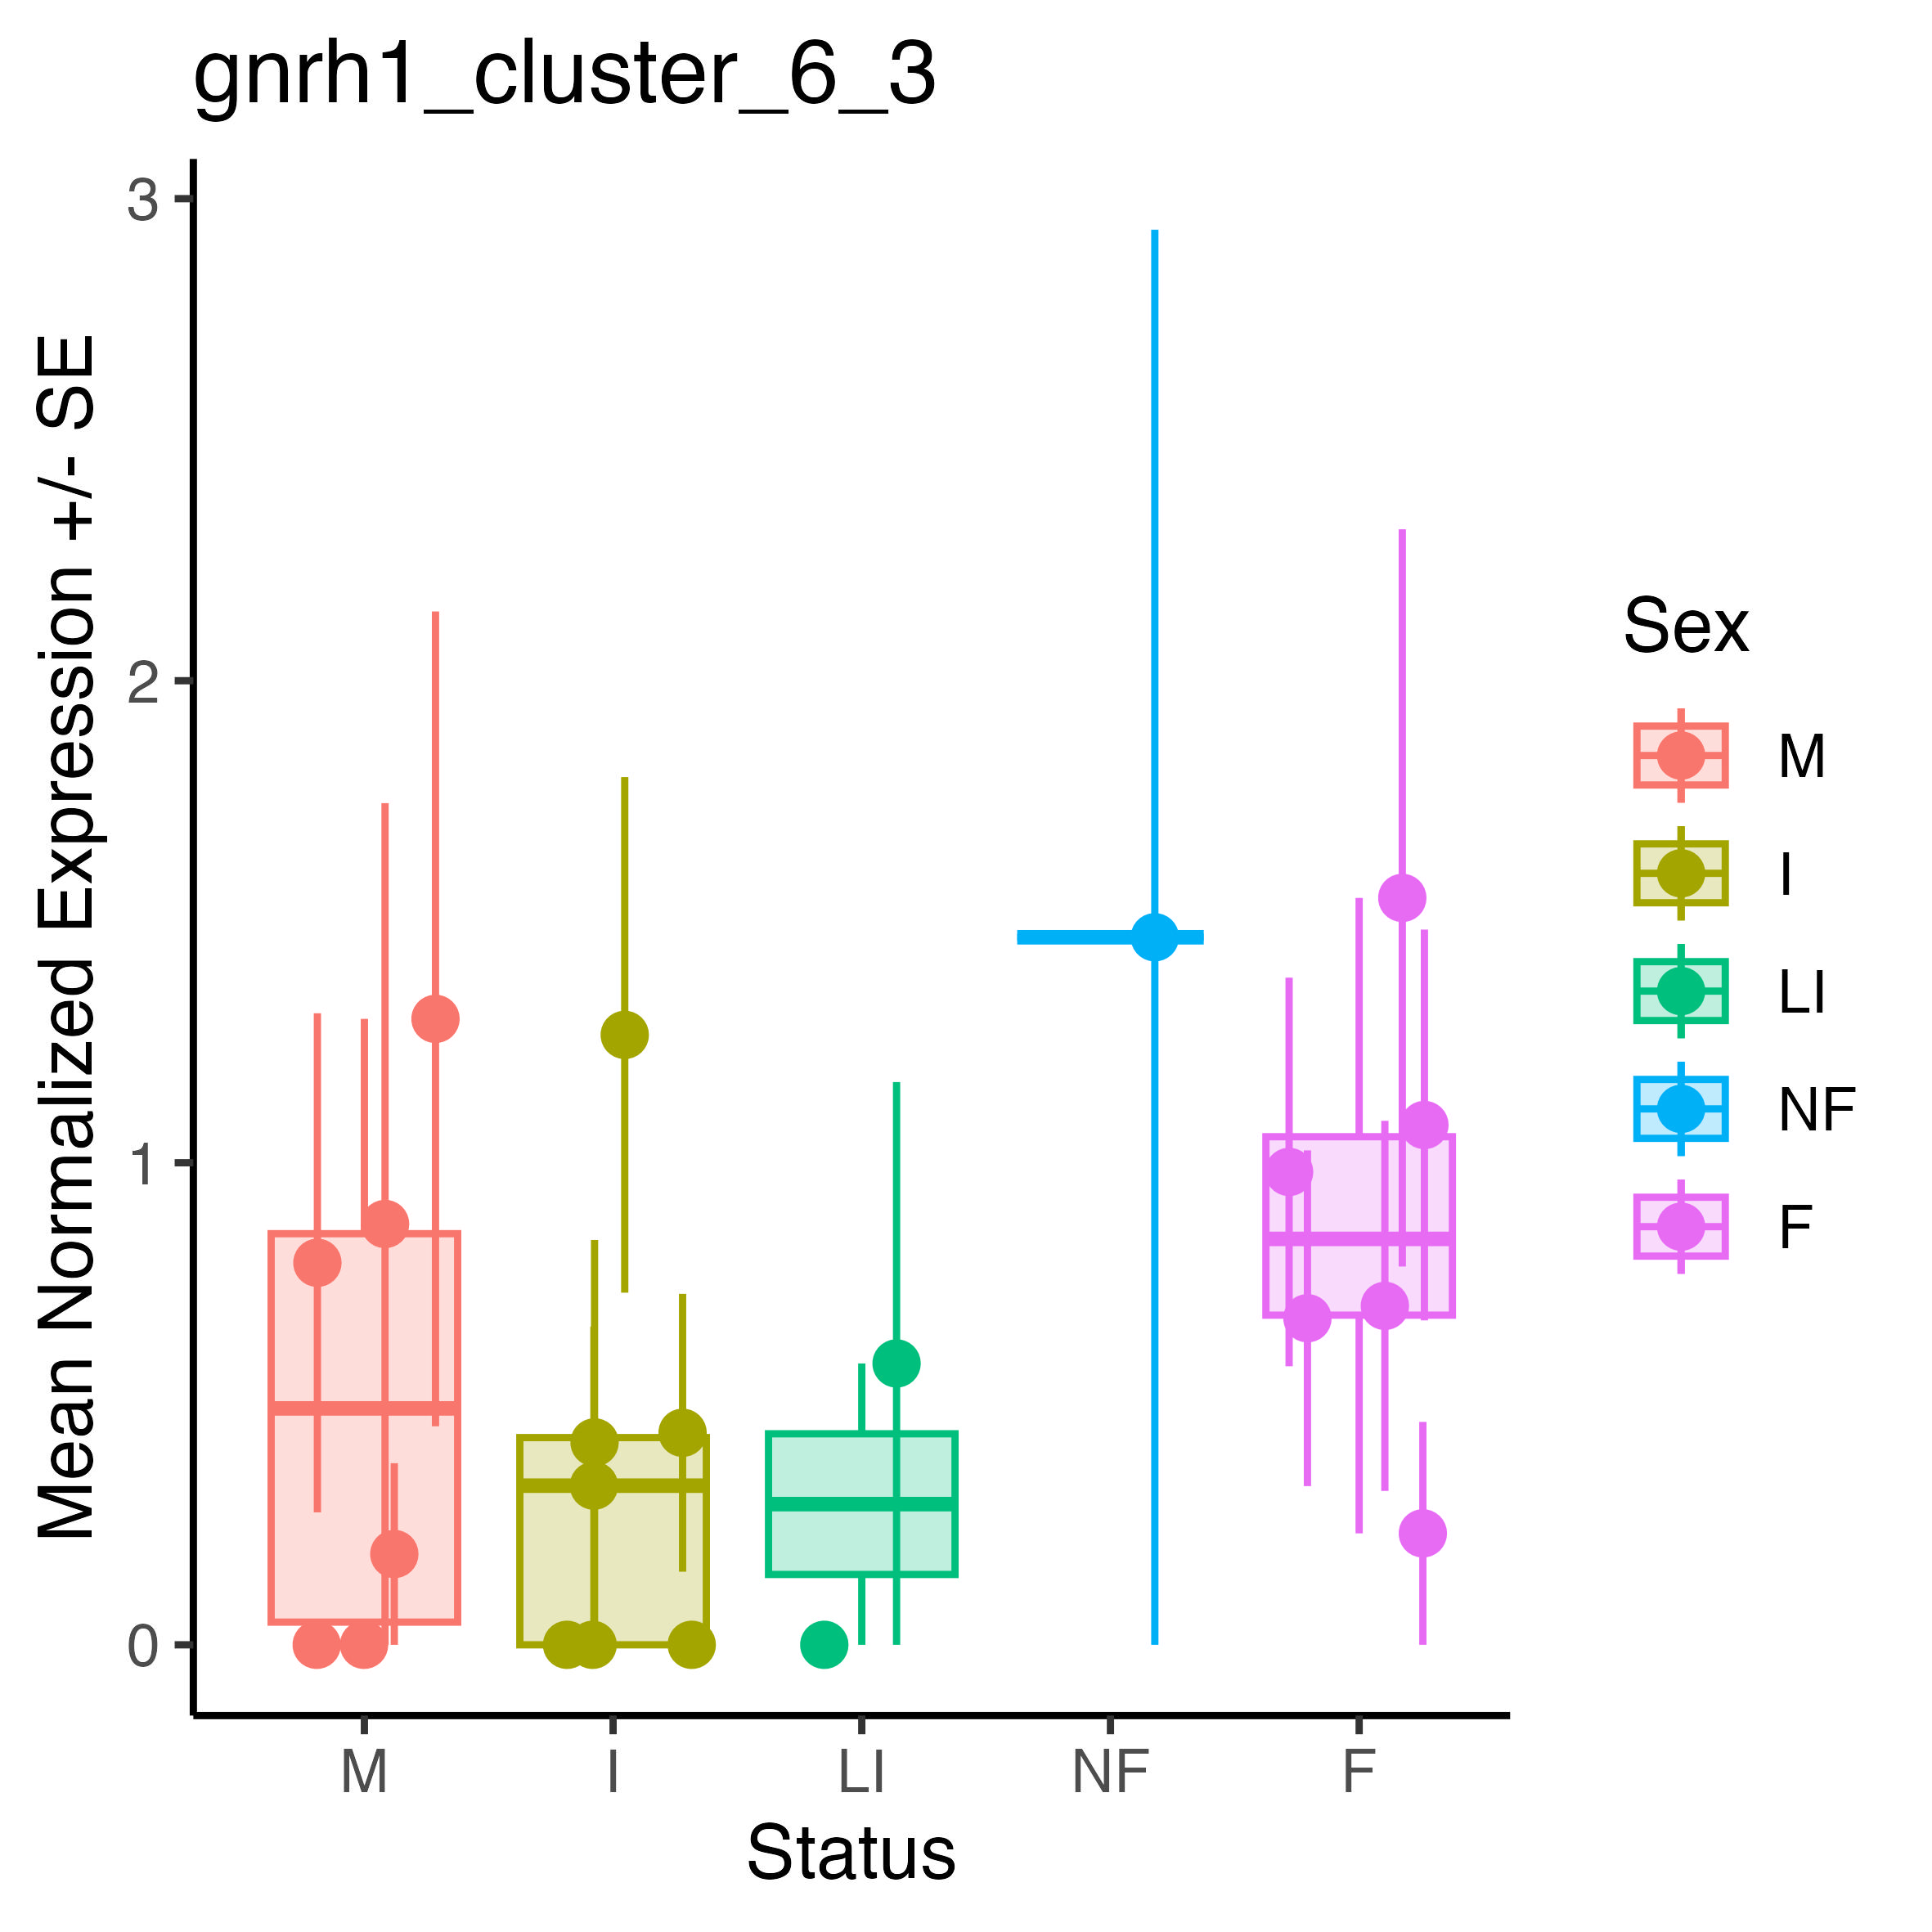 gnrh1_cluster_6_3
Mean Normalized Expression +/- SE
3
2
1
0
M
I
LI
NF
F
Status
Sex
M
I
LI
NF
F